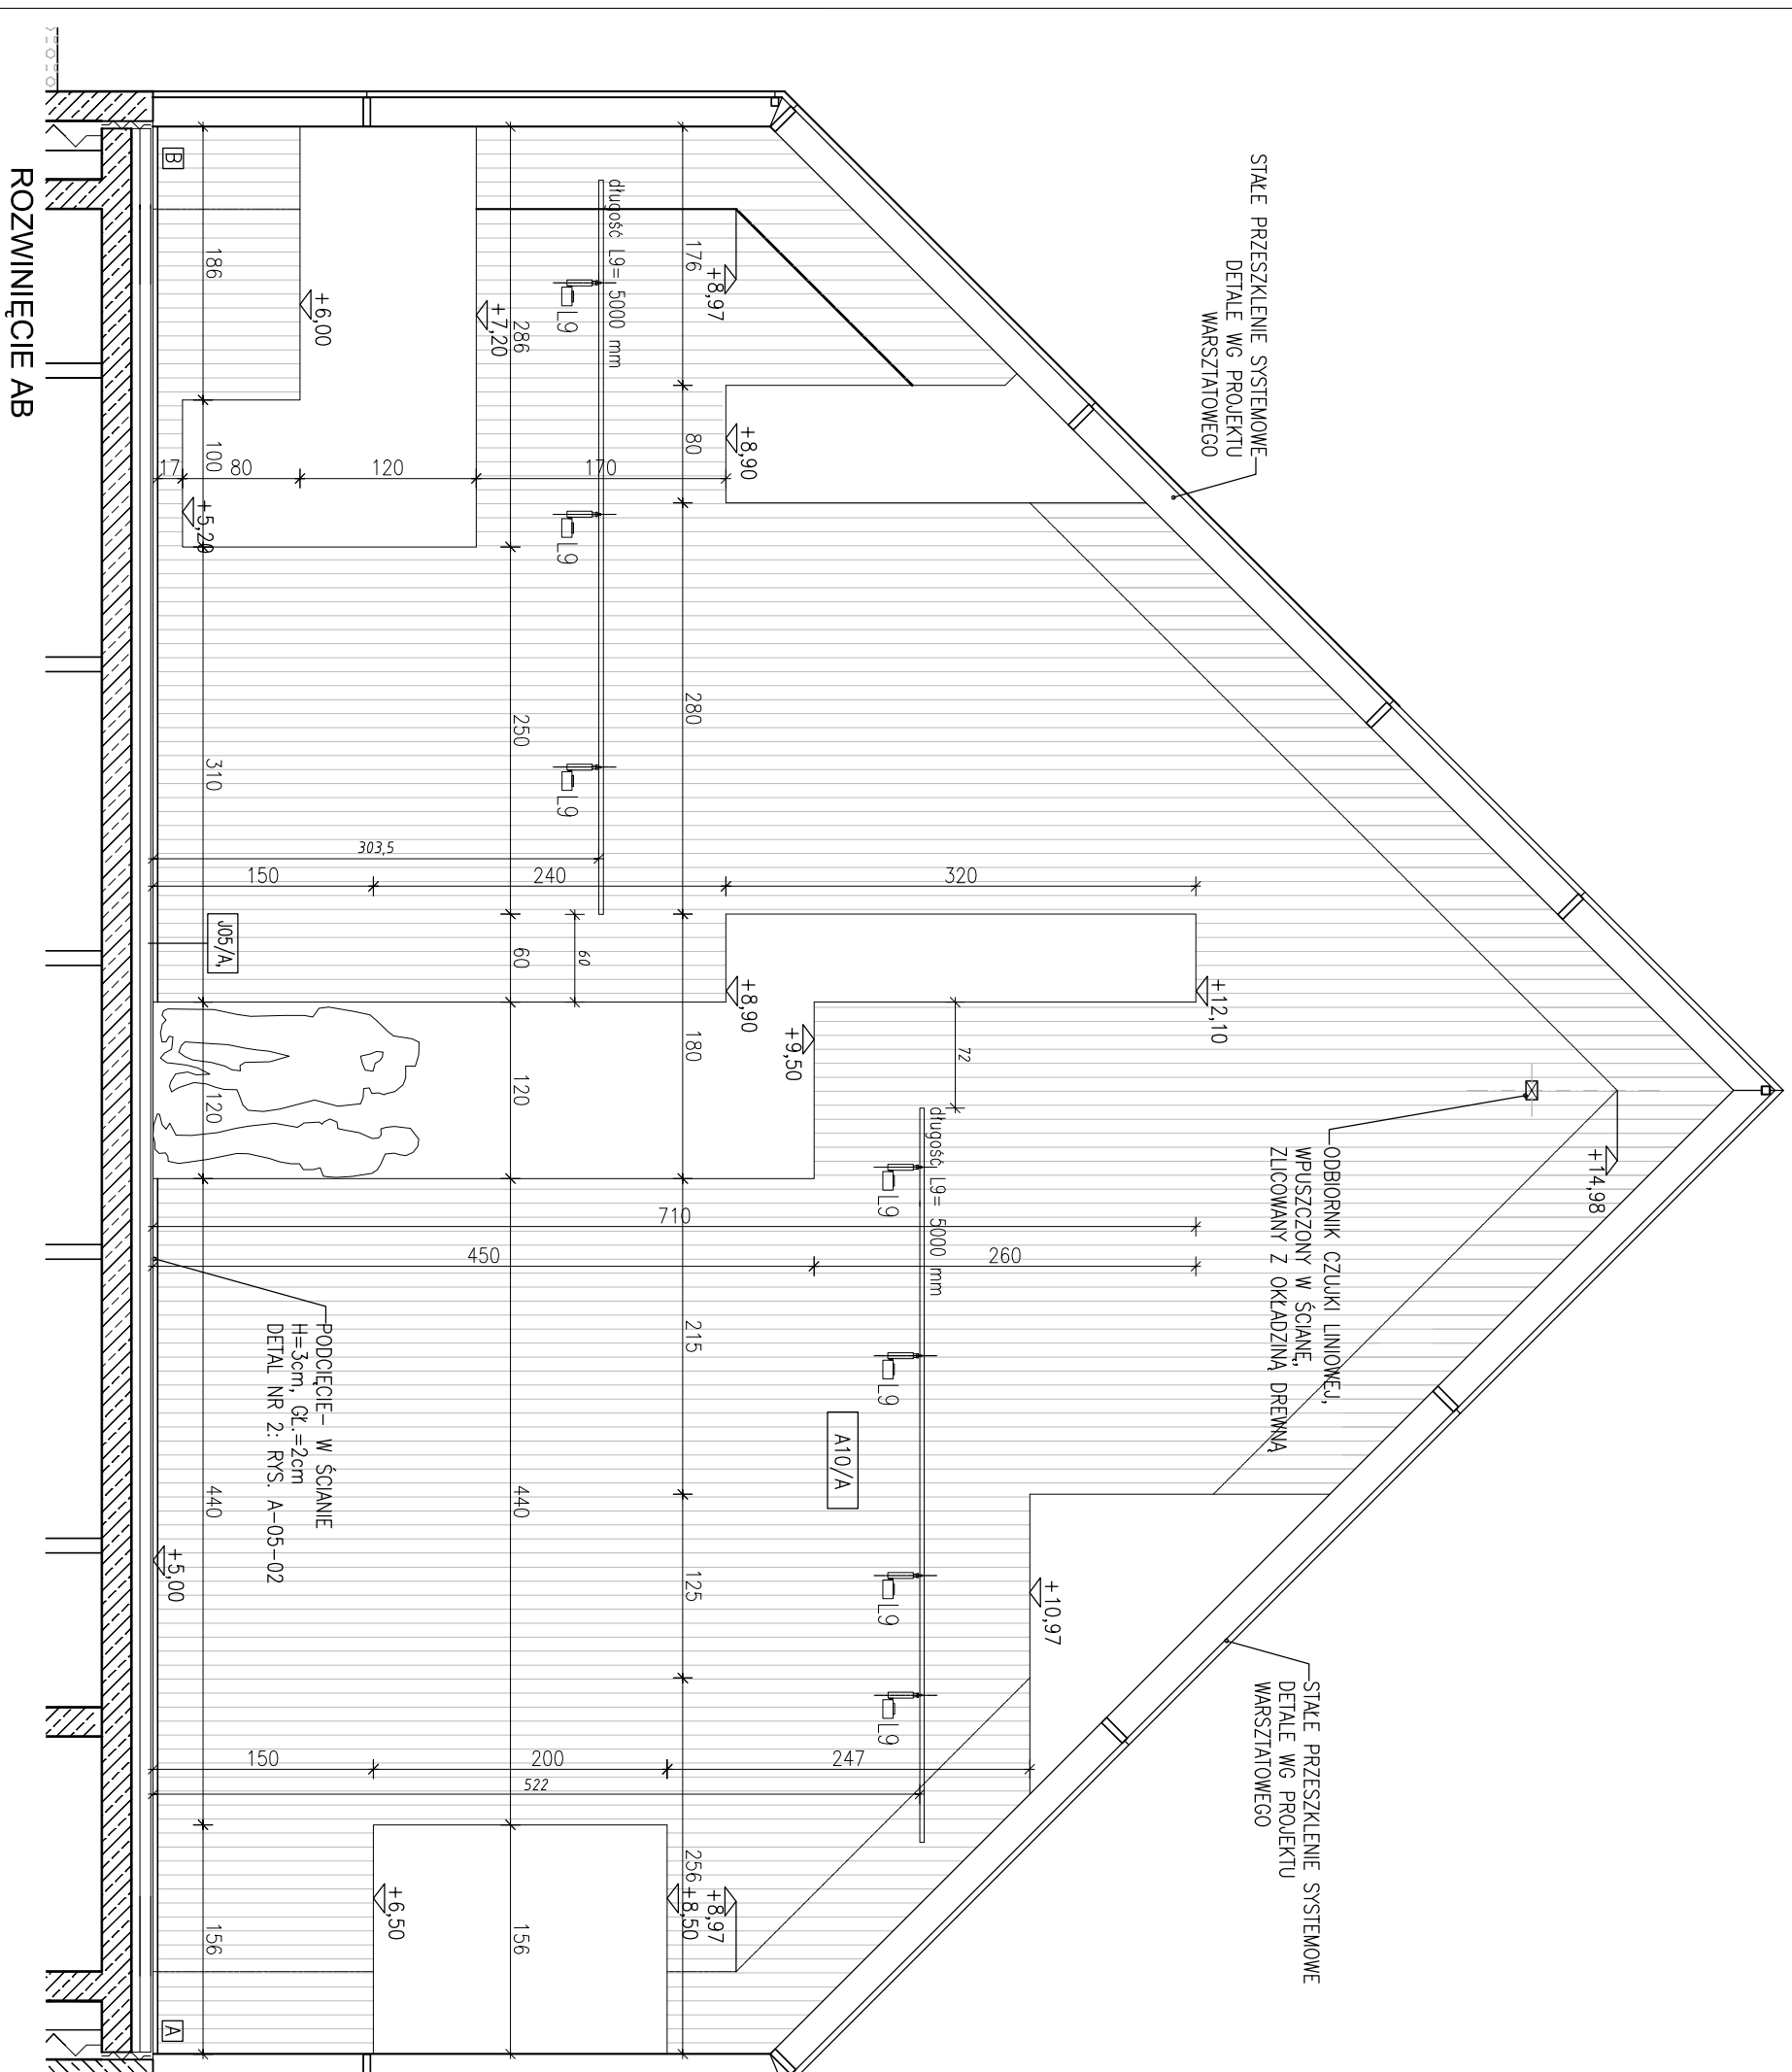 STAŁE PRZESZKLENIE SYSTEMOWE
DETALE WG PROJEKTU
WARSZTATOWEGO
STAŁE PRZESZKLENIE SYSTEMOWE
DETALE WG PROJEKTU
WARSZTATOWEGO
+14,98
ODBIORNIK CZUJKI LINIOWEJ,
WPUSZCZONY W ŚCIANĘ,
ZLICOWANY Z OKŁADZINĄ DREWNĄ
+12,10
+10,97
+9,50
+8,97
+8,90
+8,90
+8,97
+8,50
72
320
260
247
długość L9= 5000 mm
L9
L9
L9
L9
A10/A
176
80
280
180
215
125
256
710
522
długość L9= 5000 mm
L9
L9
L9
170
60
240
450
200
+7,20
286
250
60
120
440
156
303,5
120
+6,00
+6,50
80
150
150
17
PODCIĘCIE- W ŚCIANIE
H=3cm, GŁ.=2cm
DETAL NR 2: RYS. A-05-02
186
100
310
120
440
156
J05/A,
+5,20
+5,00
B
A
ROZWINIĘCIE AB